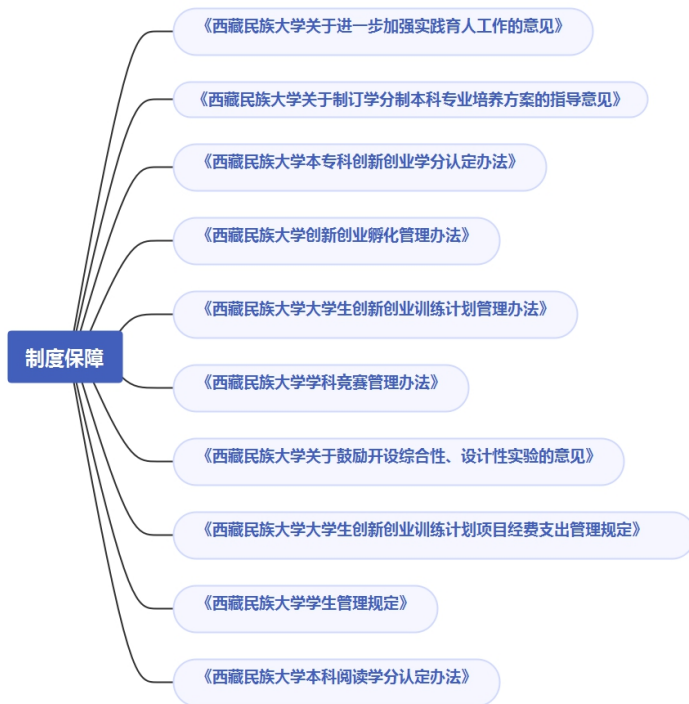 《西藏民族大学关于进一步加强实践育人工作的意见》
《西藏民族大学关于制订学分制本科专业培养方案的指导意见》
《西藏民族大学本专科创新创业学分认定办法》
《西藏民族大学创新创业孵化管理办法》
《西藏民族大学大学生创新创业训练计划管理办法》
制度保障
《西藏民族大学学科竞赛管理办法》
《西藏民族大学关于鼓励开设综合性、设计性实验的意见》
《西藏民族大学大学生创新创业训练计划项目经费支出管理规定》
《西藏民族大学学生管理规定》
《西藏民族大学本科阅读学分认定办法》